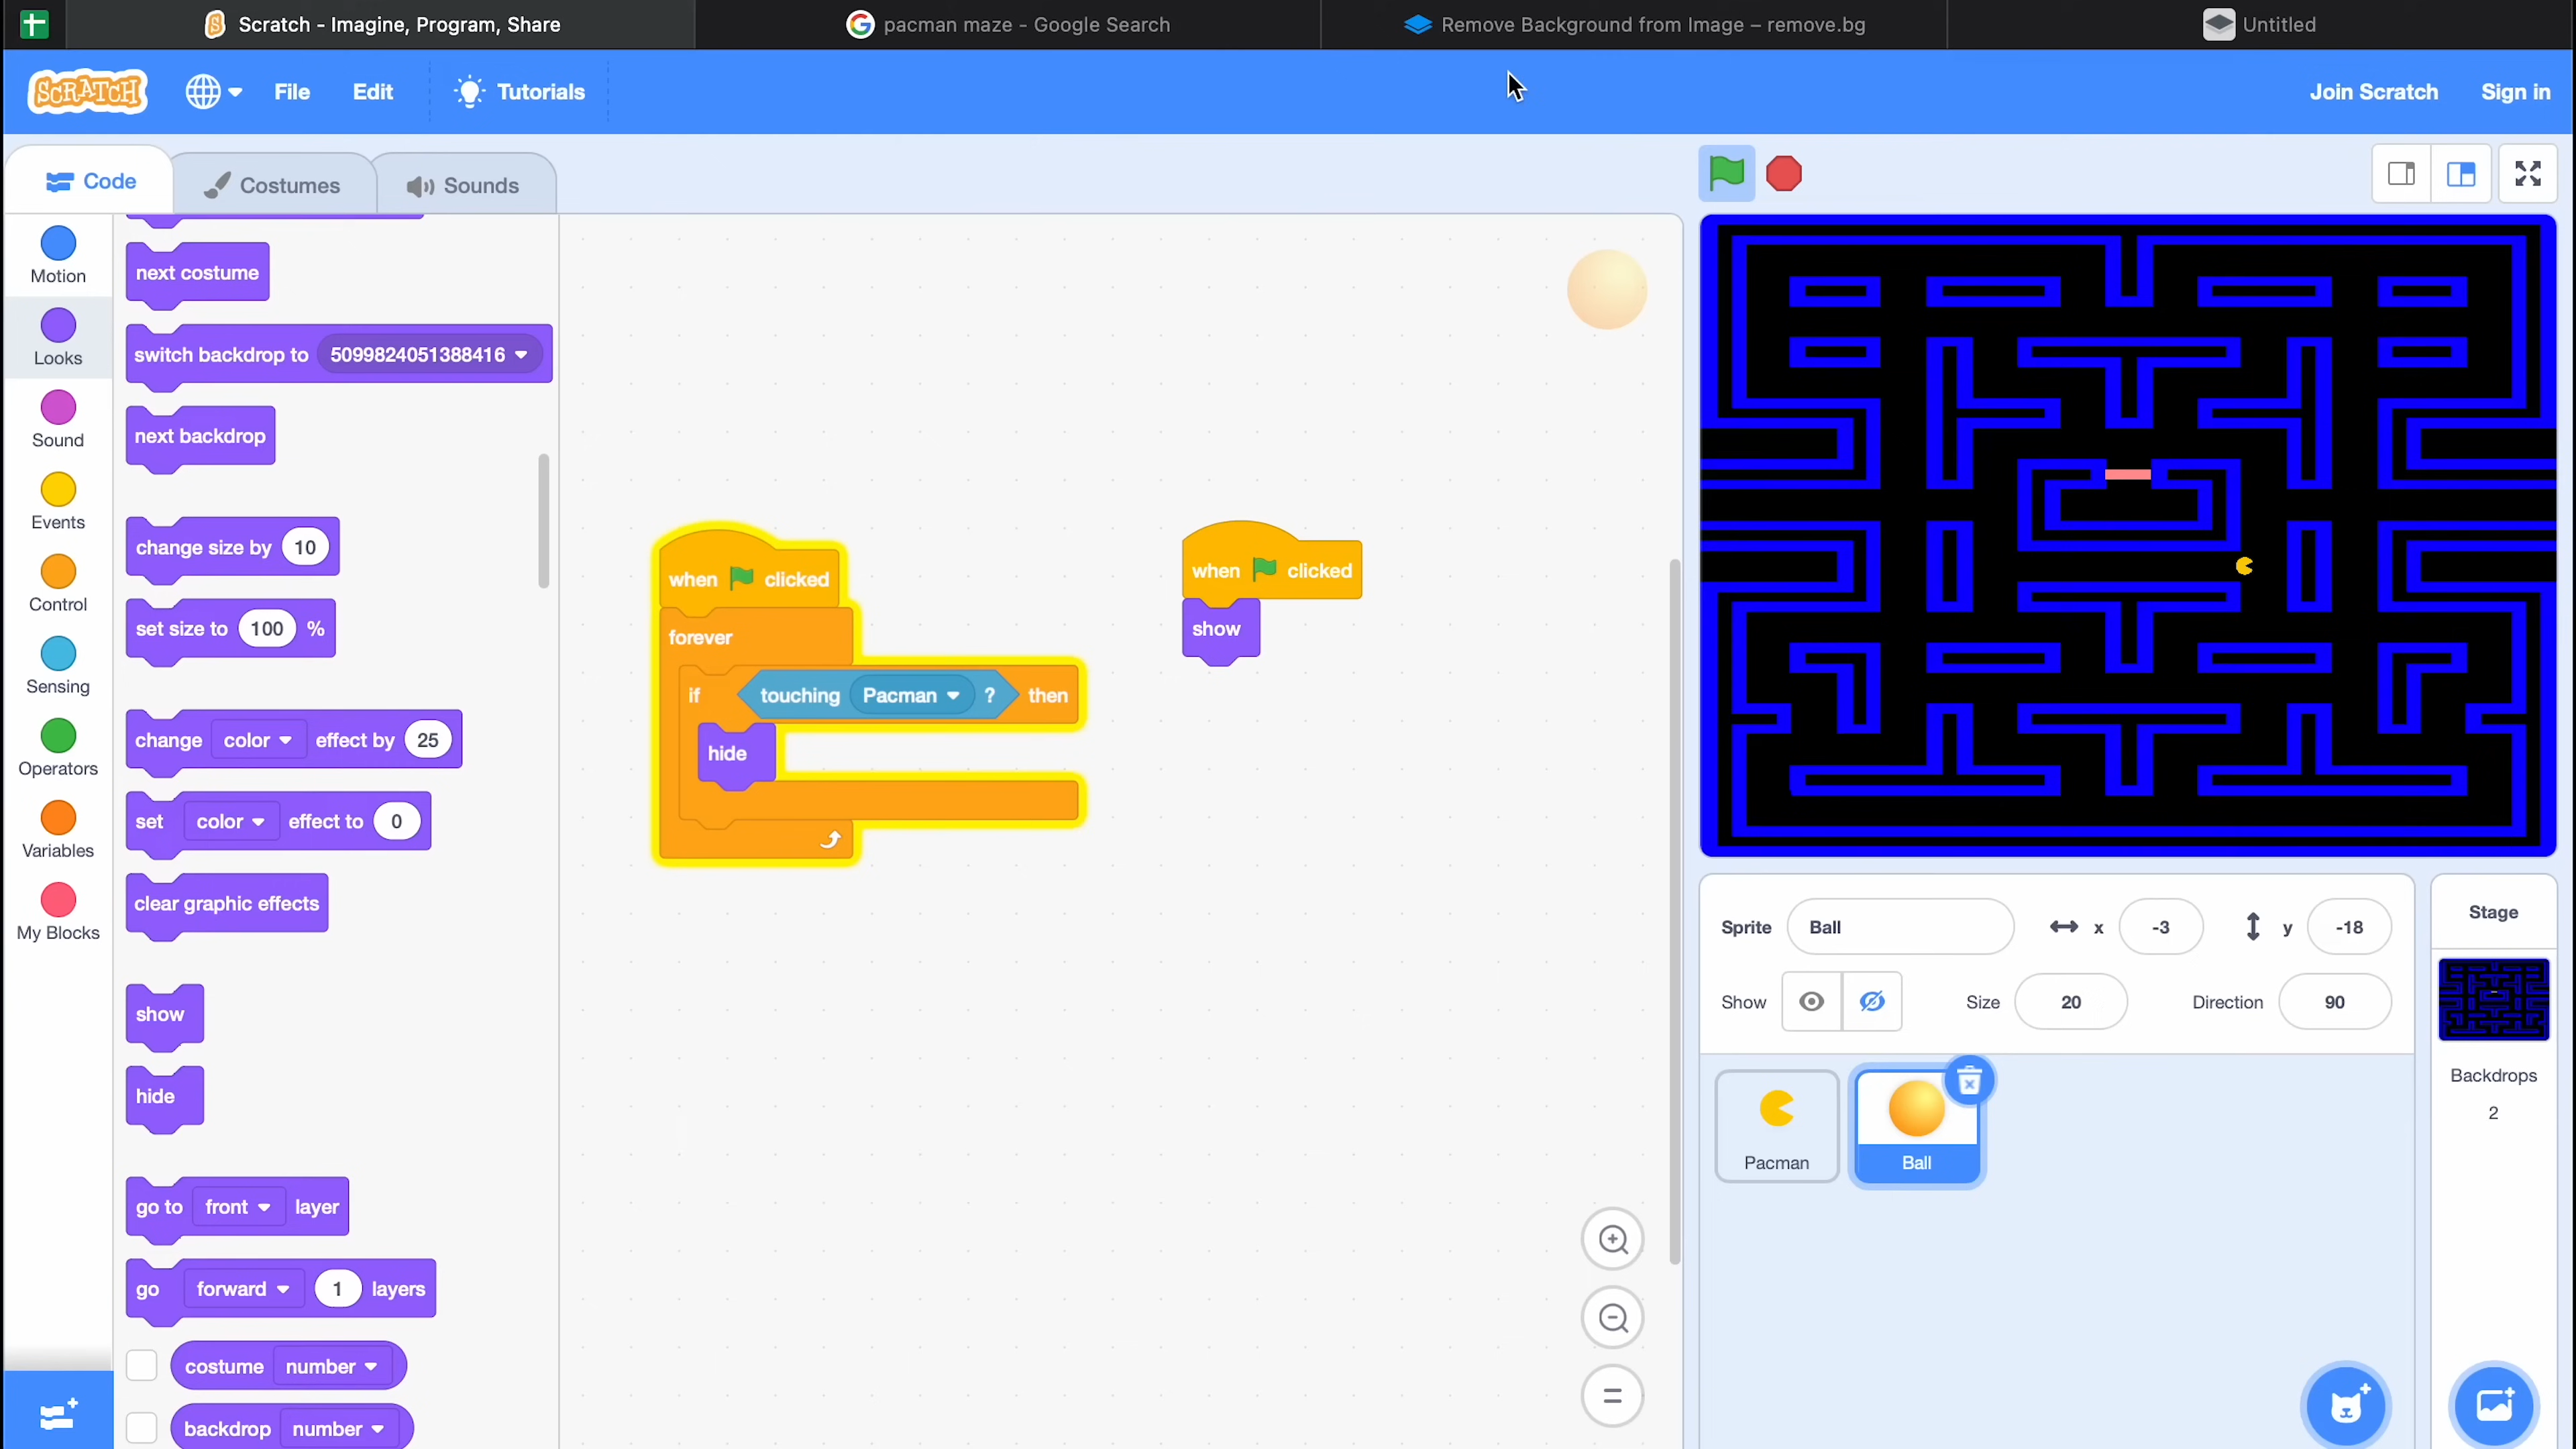 Scratch - Imagine, Program, Share
pacman maze - Google Search
Remove Background from Image – remove.bg
Untitled
SCRATCH
File
Edit
Tutorials
Join Scratch
Sign in
Code
Costumes
Sounds
Motion
Looks
Sound
Events
Control
Sensing
Operators
Variables
My Blocks
next costume
switch backdrop to 5099824051388416
next backdrop
change size by 10
set size to 100 %
change color effect by 25
set color effect to 0
clear graphic effects
show
hide
go to front layer
go forward 1 layers
costume number
backdrop number
when clicked
forever
if touching Pacman ? then
hide
when clicked
show
Sprite Ball x -3 y -18
Show Size 20 Direction 90
Pacman
Ball
Stage
Backdrops
2